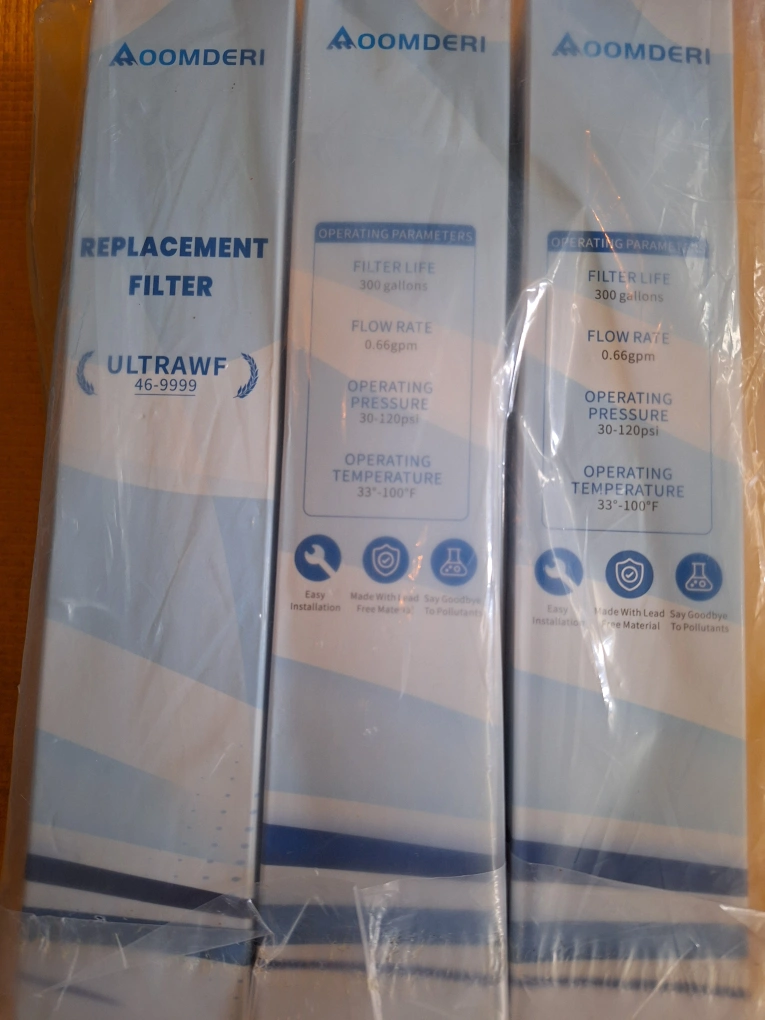 AOOMDERI
REPLACEMENT
FILTER
ULTRAWF
46-9999
AOOMDERI
OPERATING PARAMETERS
FILTER LIFE
300 gallons
FLOW RATE
0.66gpm
OPERATING
PRESSURE
30-120psi
OPERATING
TEMPERATURE
33°-100°F
Easy
Installation
Made With Lead
Free Material
Say Goodbye
To Pollutants
AOOMDERI
OPERATING PARAMETERS
FILTER LIFE
300 gallons
FLOW RATE
0.66gpm
OPERATING
PRESSURE
30-120psi
OPERATING
TEMPERATURE
33°-100°F
Easy
Installation
Made With Lead
Free Material
Say Goodbye
To Pollutants